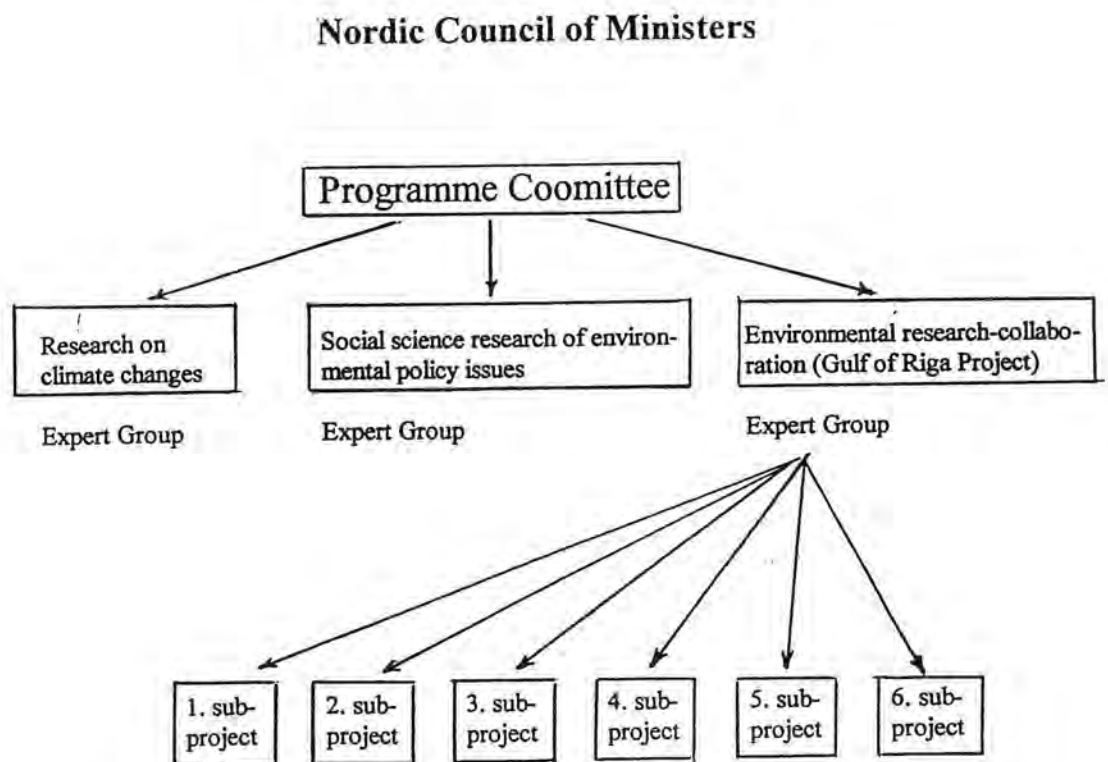 Nordic Council of Ministers
Programme Coomittee
Research on
climate changes
Expert Group
Social science research of environ-
mental policy issues
Expert Group
Environmental research-collabo-
ration (Gulf of Riga Project)
Expert Group
1. sub-
project
2. sub-
project
3. sub-
project
4. sub-
project
5. sub-
project
6. sub-
project